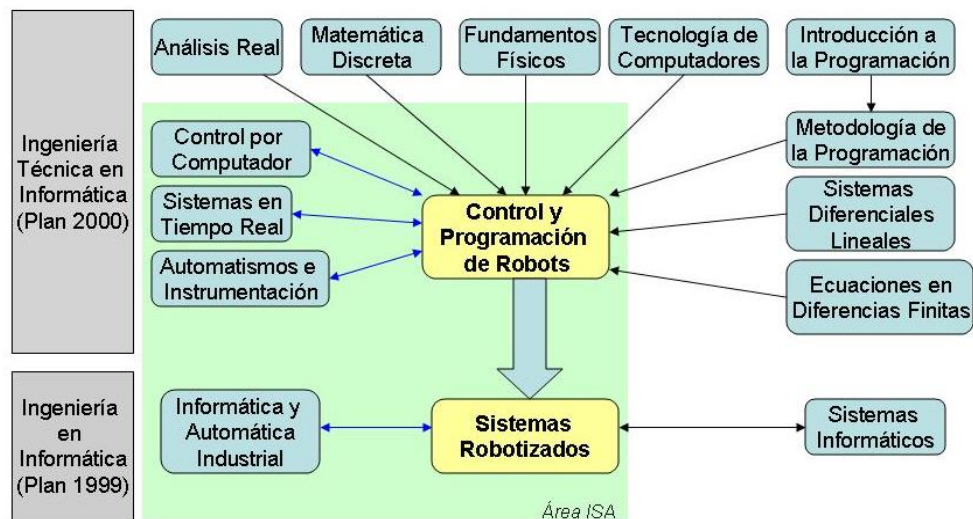 Ingeniería
Técnica en
Informática
(Plan 2000)
Análisis Real
Matemática
Discreta
Fundamentos
Físicos
Tecnología de
Computadores
Introducción a
la Programación
Control por
Computador
Sistemas en
Tiempo Real
Automatismos e
Instrumentación
Control y
Programación
de Robots
Metodología de
la Programación
Sistemas
Diferenciales
Lineales
Ecuaciones en
Diferencias Finitas
Ingeniería
en
Informática
(Plan 1999)
Informática y
Automática
Industrial
Sistemas
Robotizados
Sistemas
Informáticos
Área ISA